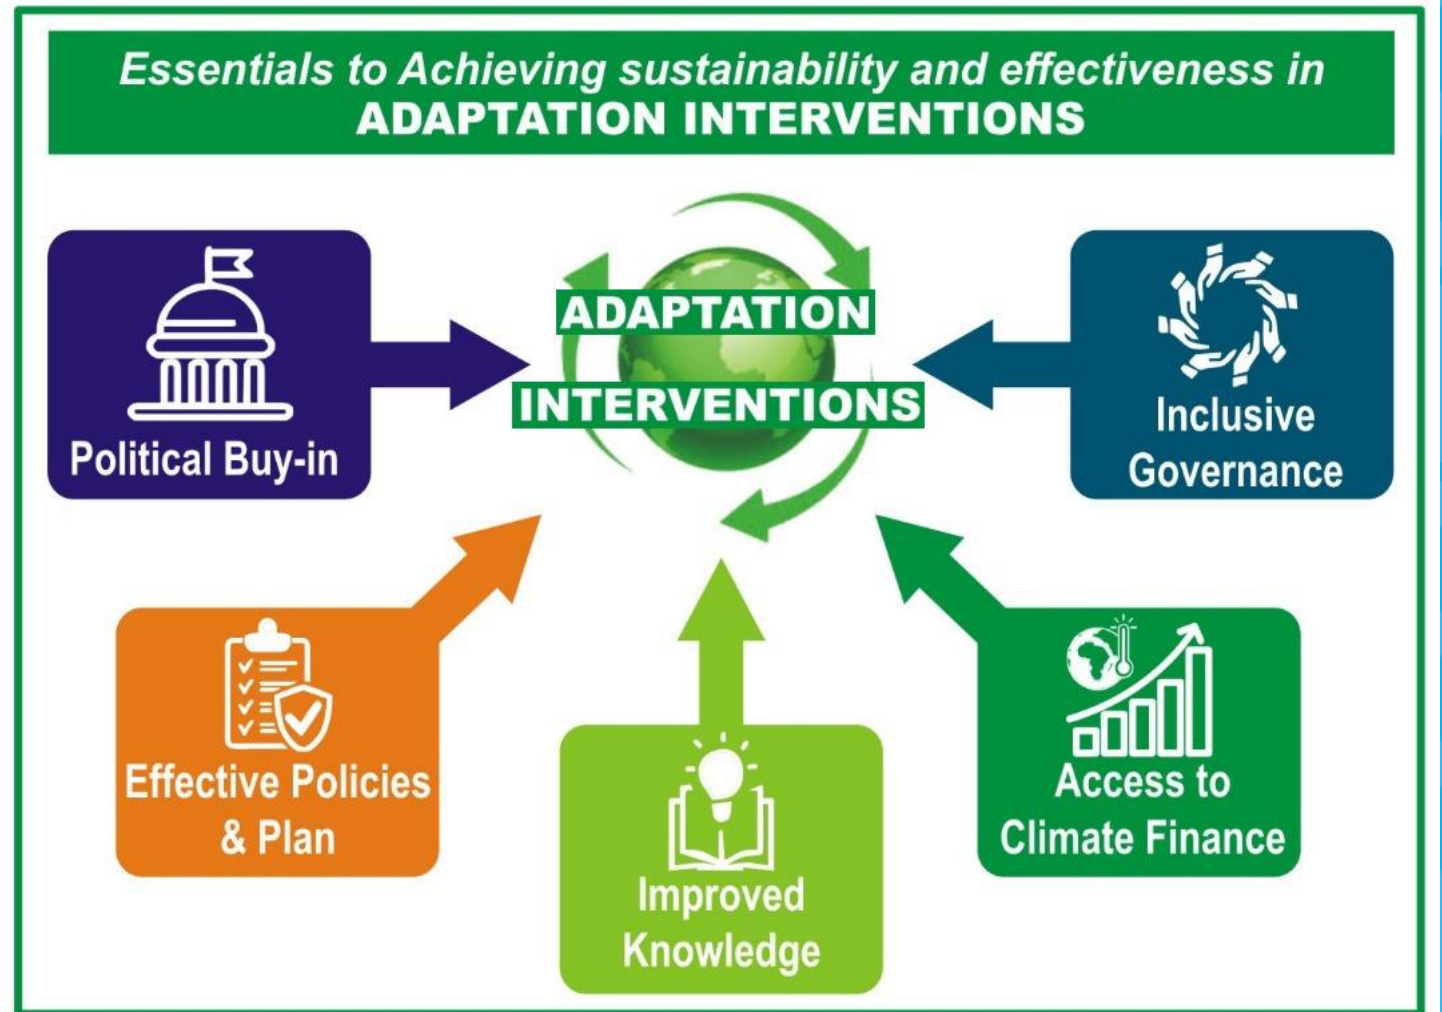 Essentials to Achieving sustainability and effectiveness in
ADAPTATION INTERVENTIONS
ADAPTATION
INTERVENTIONS
Political Buy-in
Inclusive
Governance
Effective Policies
& Plan
Improved
Knowledge
Access to
Climate Finance